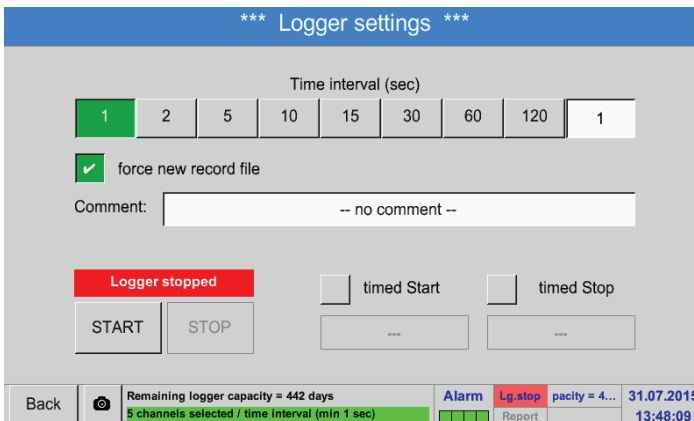 *** Logger settings ***
Time interval (sec)
1 2 5 10 15 30 60 120 1
✔ force new record file
Comment: -- no comment --
Logger stopped
timed Start timed Stop
START STOP
--- ---
Back
Remaining logger capacity = 442 days
5 channels selected / time interval (min 1 sec)
Alarm
Lg.stop pacity = 4...
Report
31.07.2015
13:48:09